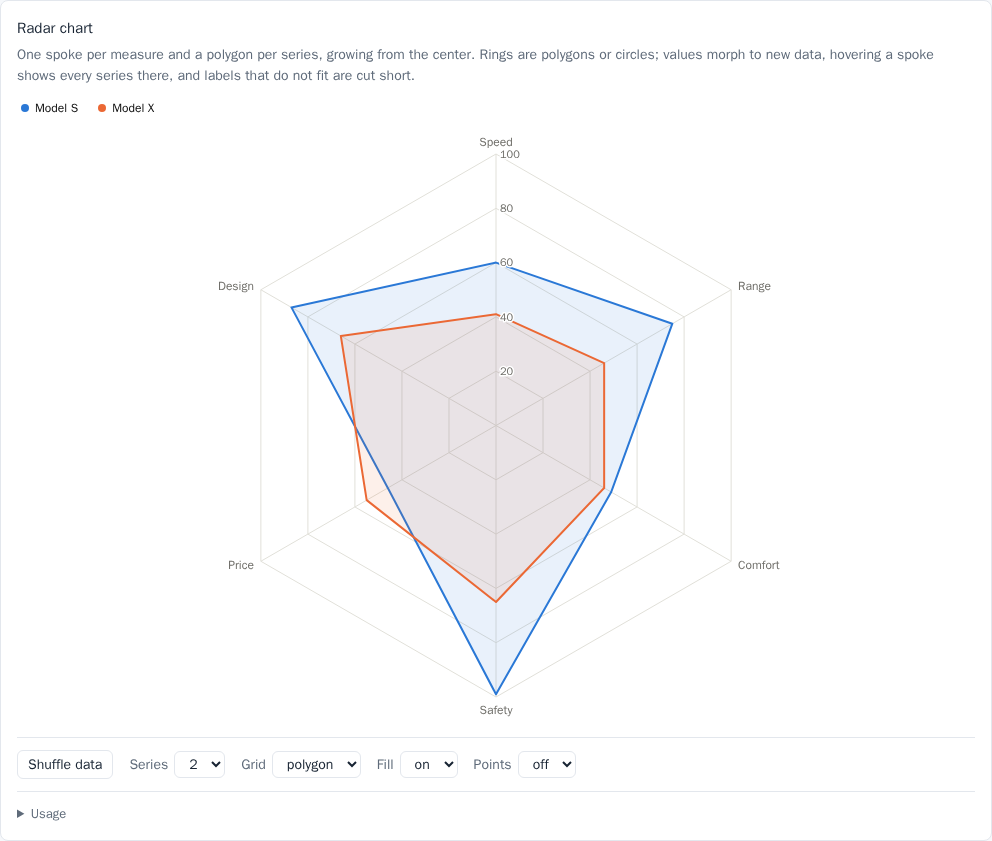 Radar chart
One spoke per measure and a polygon per series, growing from the center. Rings are polygons or circles; values morph to new data, hovering a spoke
shows every series there, and labels that do not fit are cut short.
Model S Model X
Speed
100
80
60
40
20
Design
Range
Price
Comfort
Safety
Shuffle data Series 2 Grid polygon Fill on Points off
Usage